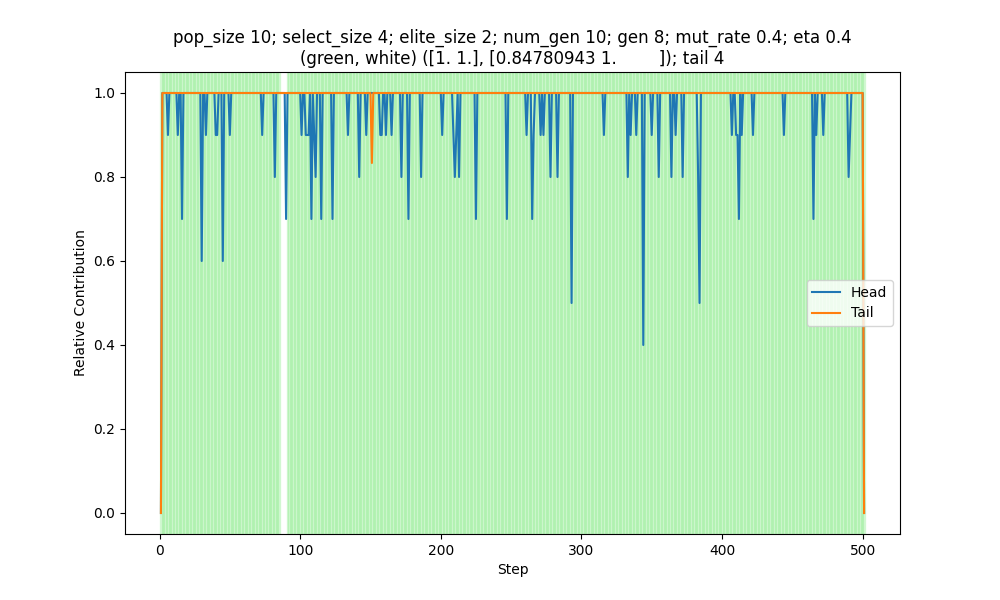 pop_size 10; select_size 4; elite_size 2; num_gen 10; gen 8; mut_rate 0.4; eta 0.4
(green, white) ([1. 1.], [0.84780943 1.        ]); tail 4
1.0
0.8
0.6
0.4
0.2
0.0
Relative Contribution
Head
Tail
0 100 200 300 400 500
Step